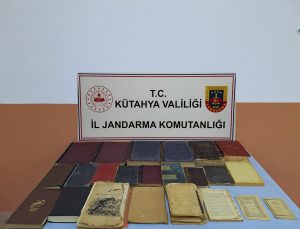 T.C.
KÜTAHYA VALİLİĞİ
İL JANDARMA KOMUTANLIĞI